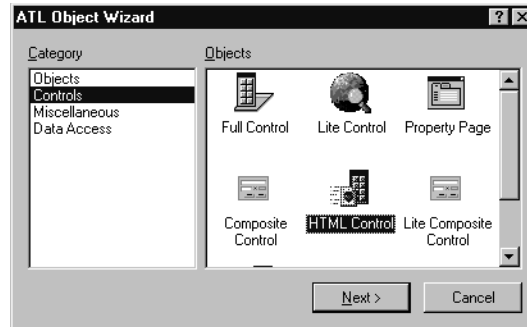 ATL Object Wizard
Category
Objects
Objects
Controls
Miscellaneous
Data Access
Full Control
Lite Control
Property Page
Composite
Control
HTML Control
Lite Composite
Control
Next >
Cancel